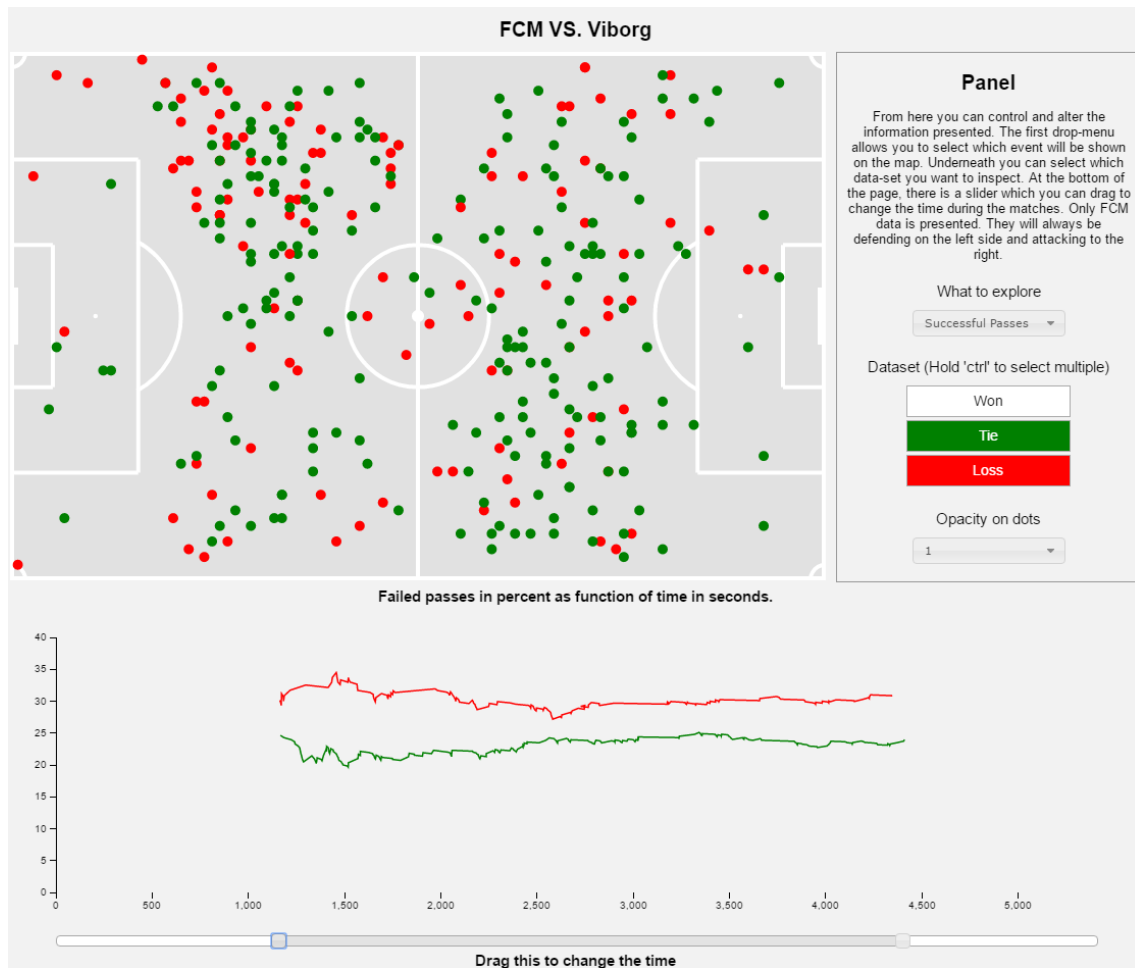 FCM VS. Viborg
Panel
From here you can control and alter the
information presented. The first drop-menu
allows you to select which event will be shown
on the map. Underneath you can select which
data-set you want to inspect. At the bottom of
the page, there is a slider which you can drag to
change the time during the matches. Only FCM
data is presented. They will always be
defending on the left side and attacking to the
right.
What to explore
Successful Passes
Dataset (Hold 'ctrl' to select multiple)
Won
Tie
Loss
Opacity on dots
1
Failed passes in percent as function of time in seconds.
40
35
30
25
20
15
10
5
0
0 500 1,000 1,500 2,000 2,500 3,000 3,500 4,000 4,500 5,000
Drag this to change the time